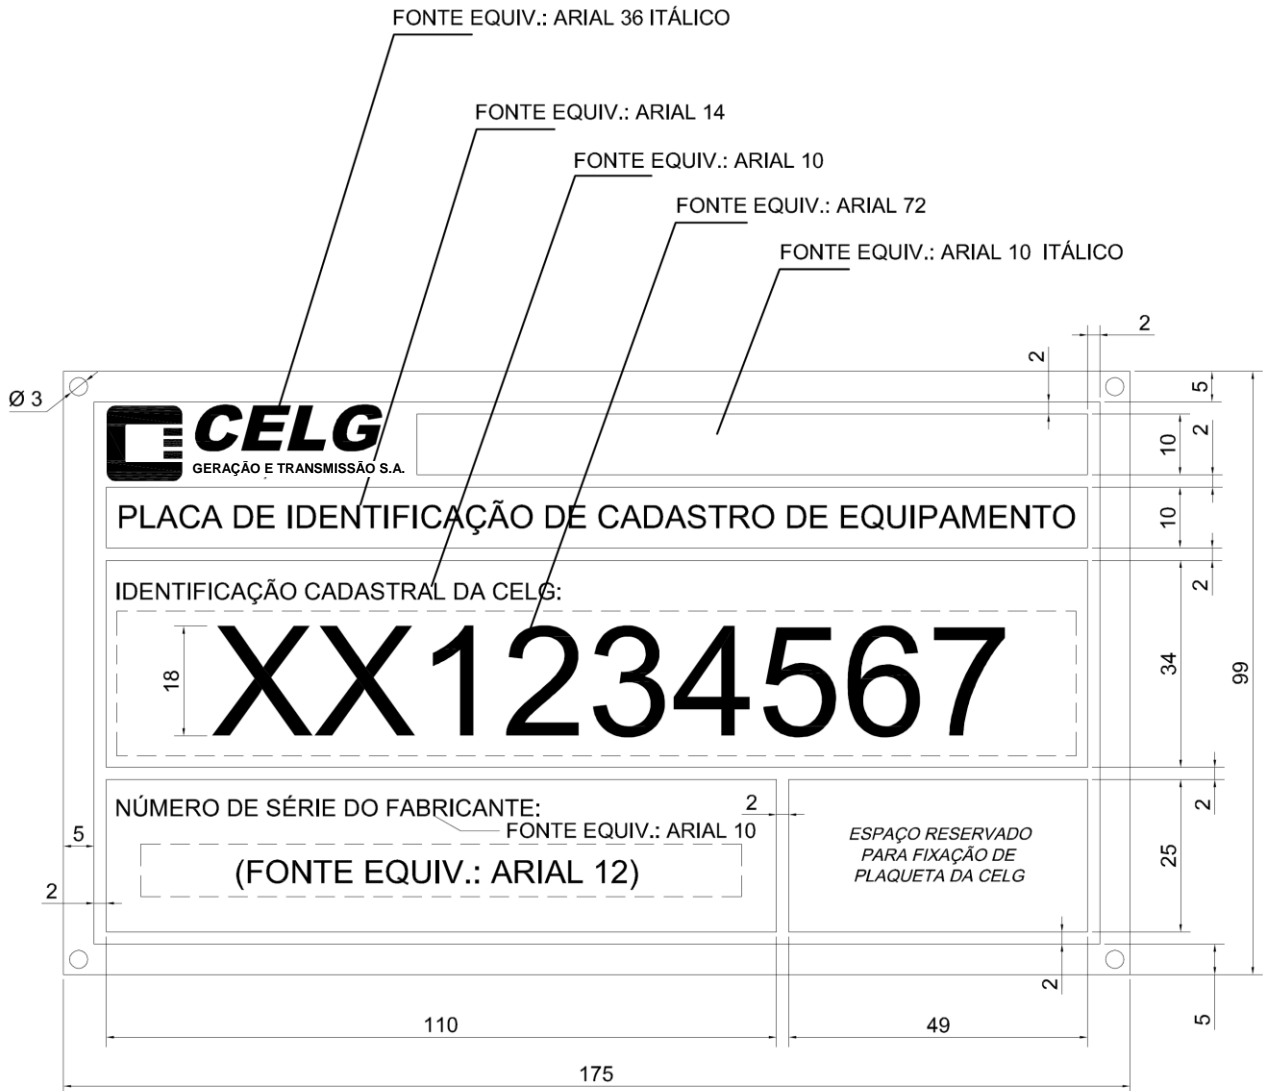 FONTE EQUIV.: ARIAL 36 ITÁLICO
FONTE EQUIV.: ARIAL 14
FONTE EQUIV.: ARIAL 10
FONTE EQUIV.: ARIAL 72
FONTE EQUIV.: ARIAL 10 ITÁLICO
2
2
5
Ø 3
CELG
GERAÇÃO E TRANSMISSÃO S.A.
10
2
PLACA DE IDENTIFICAÇÃO DE CADASTRO DE EQUIPAMENTO
10
IDENTIFICAÇÃO CADASTRAL DA CELG:
2
18
XX1234567
34
99
NÚMERO DE SÉRIE DO FABRICANTE:
2
2
FONTE EQUIV.: ARIAL 10
5
ESPAÇO RESERVADO
PARA FIXAÇÃO DE
PLAQUETA DA CELG
25
(FONTE EQUIV.: ARIAL 12)
2
2
5
110
49
175